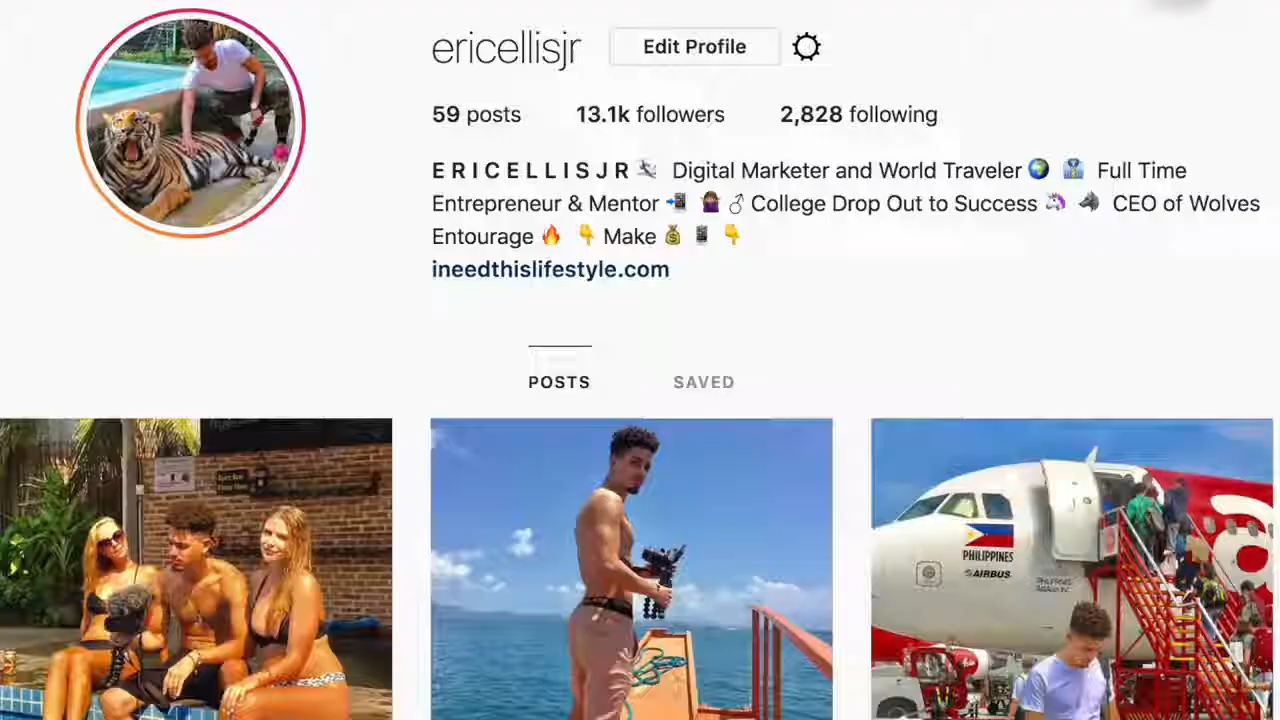 ericellisjr Edit Profile
59 posts 13.1k followers 2,828 following
E R I C E L L I S J R Digital Marketer and World Traveler 🌍 👔 Full Time
Entrepreneur & Mentor 📲 🤷🏾‍♂ College Drop Out to Success 🦄 🐺 CEO of Wolves
Entourage 🔥 👇 Make 💰 📱 👇
ineedthislifestyle.com
POSTS SAVED
PHILIPPINES
AIRBUS